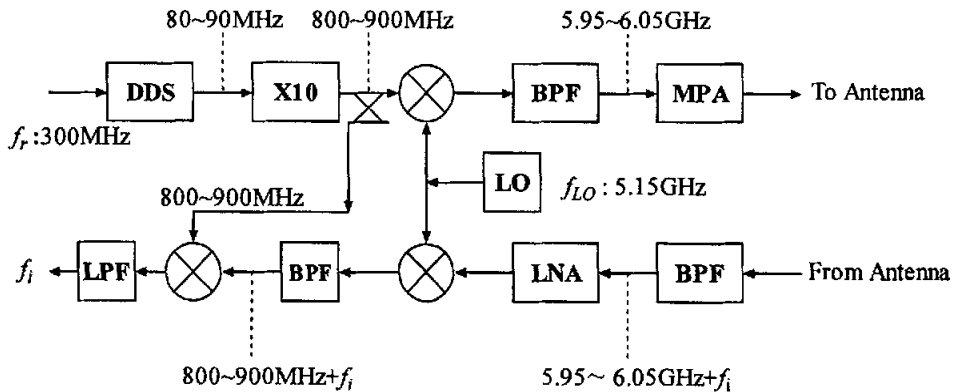 80~90MHz
800~900MHz
5.95~6.05GHz
DDS
X10
BPF
MPA
To Antenna
f_r :300MHz
LO
f_LO : 5.15GHz
800~900MHz
f_i
LPF
BPF
LNA
BPF
From Antenna
800~900MHz+f_i
5.95~ 6.05GHz+f_i